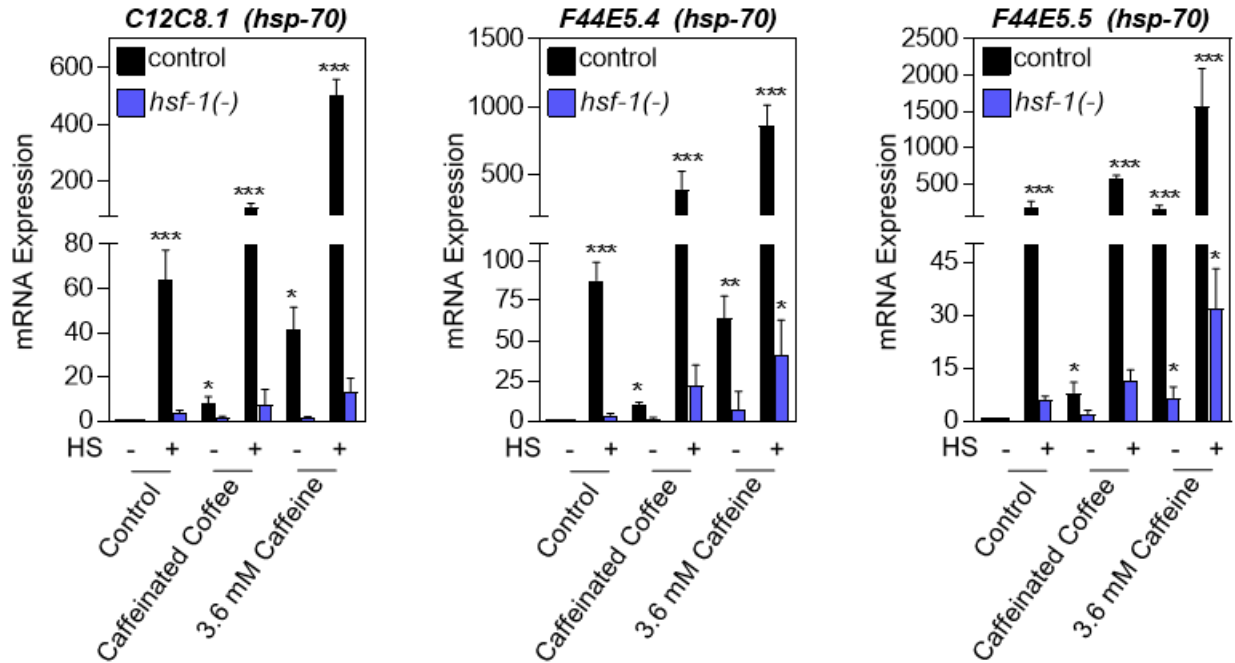 C12C8.1 (hsp-70)
mRNA Expression
600
400
200
80
60
40
20
0
control
hsf-1(-)
***
*
***
*
***
HS - + - + - +
Control
Caffeinated Coffee
3.6 mM Caffeine
F44E5.4 (hsp-70)
mRNA Expression
1500
1000
500
100
75
50
25
0
control
hsf-1(-)
***
*
***
**
***
*
- + - + - +
Control
Caffeinated Coffee
3.6 mM Caffeine
F44E5.5 (hsp-70)
mRNA Expression
2500
2000
1500
1000
500
45
30
15
0
control
hsf-1(-)
***
*
***
***
*
***
*
HS - + - + - +
Control
Caffeinated Coffee
3.6 mM Caffeine